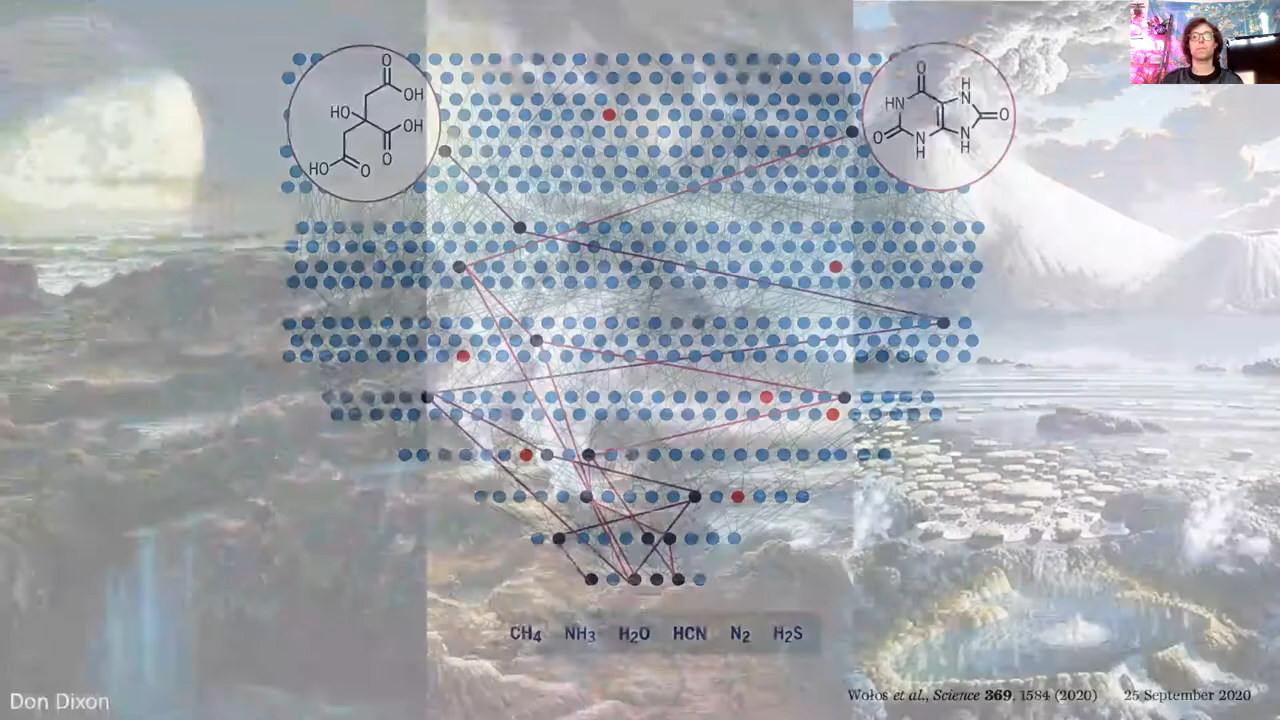 O
OH
HO
O
OH
O
HO
O
O
H
N
HN
O
O
N
H
N
H
CH₄ NH₃ H₂O HCN N₂ H₂S
Don Dixon
Wołos et al., Science 369, 1584 (2020) 25 September 2020